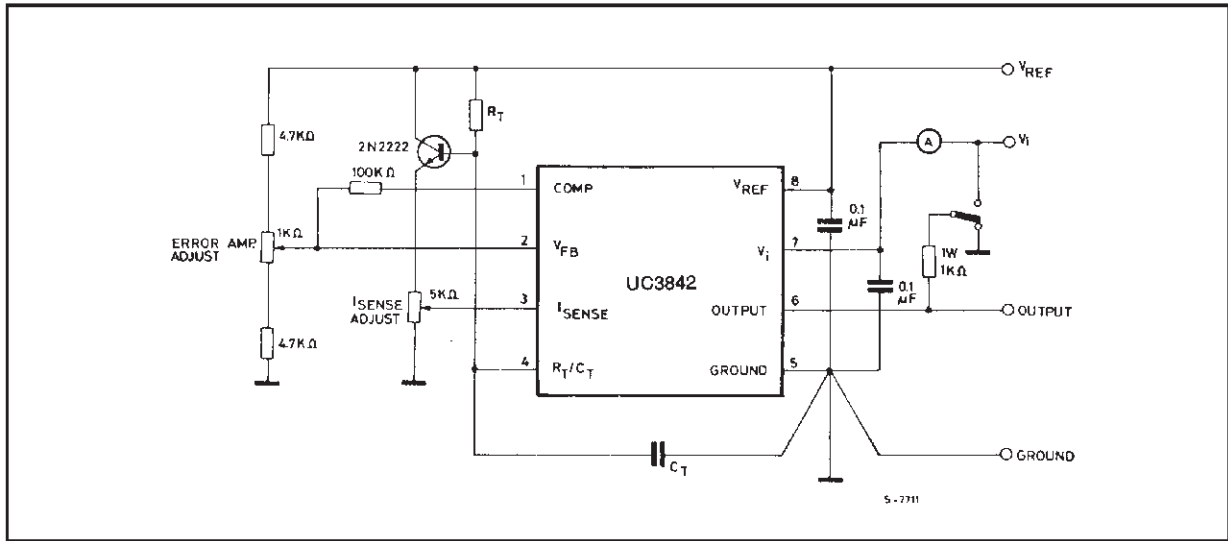 V_REF
R_T
4.7KΩ
2N2222
100KΩ
1 COMP
V_REF 8
0.1 µF
A
V_i
1KΩ
ERROR AMP. ADJUST
2 V_FB
V_i 7
0.1 µF
1W 1KΩ
UC3842
5KΩ
I_SENSE ADJUST
3 I_SENSE
OUTPUT 6
OUTPUT
4.7KΩ
4 R_T/C_T
GROUND 5
C_T
GROUND
S-7711